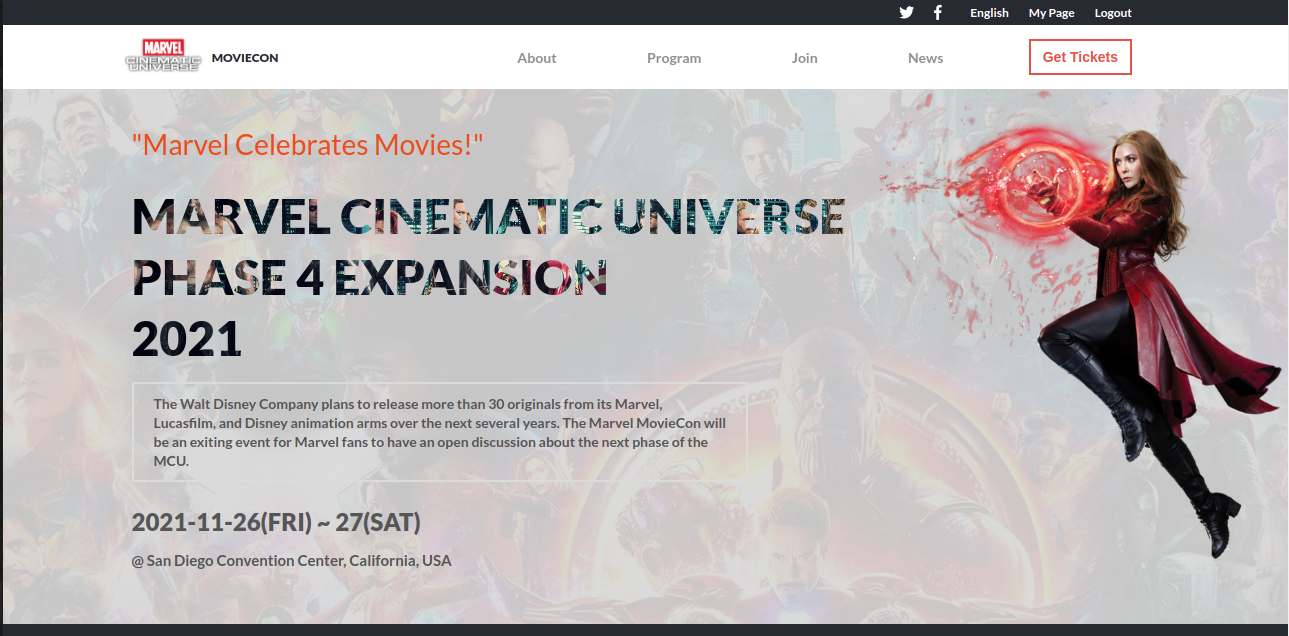 English My Page Logout
MARVEL
CINEMATIC
UNIVERSE
MOVIECON
About Program Join News Get Tickets
"Marvel Celebrates Movies!"
MARVEL CINEMATIC UNIVERSE
PHASE 4 EXPANSION
2021
The Walt Disney Company plans to release more than 30 originals from its Marvel,
Lucasfilm, and Disney animation arms over the next several years. The Marvel MovieCon will
be an exiting event for Marvel fans to have an open discussion about the next phase of the
MCU.
2021-11-26(FRI) ~ 27(SAT)
@ San Diego Convention Center, California, USA